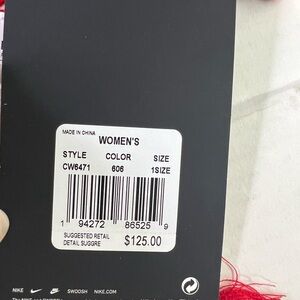 MADE IN CHINA
WOMEN'S
STYLE COLOR SIZE
CW6471 606 1SIZE
1 94272 86525 9
SUGGESTED RETAIL
DETAIL SUGGRE $125.00
NIKE SWOOSH NIKE.COM